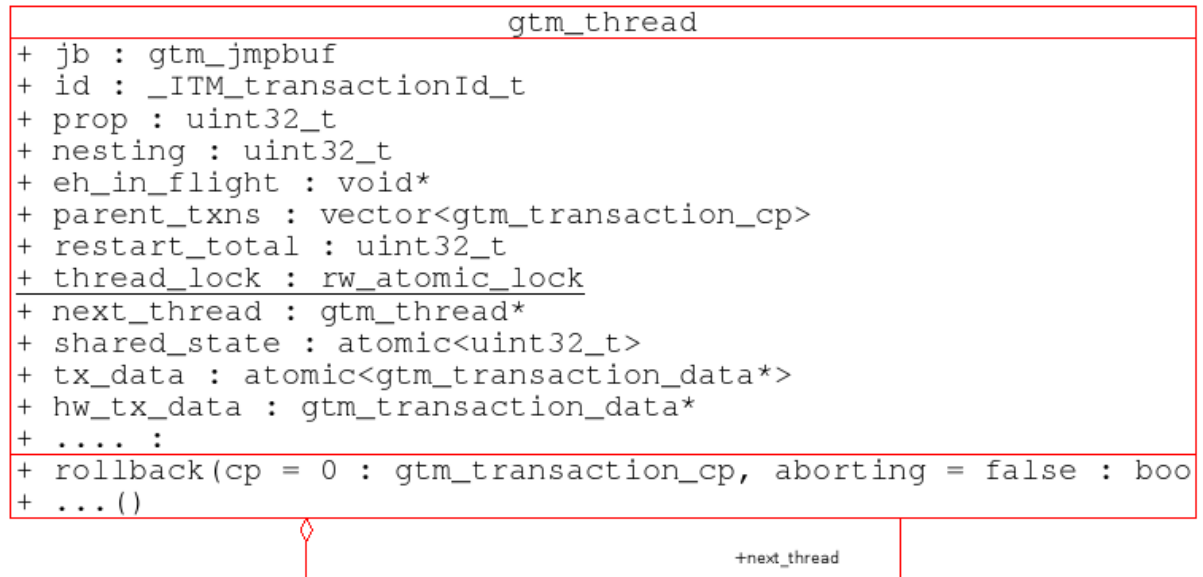 gtm_thread
+ jb : gtm_jmpbuf
+ id : _ITM_transactionId_t
+ prop : uint32_t
+ nesting : uint32_t
+ eh_in_flight : void*
+ parent_txns : vector<gtm_transaction_cp>
+ restart_total : uint32_t
+ thread_lock : rw_atomic_lock
+ next_thread : gtm_thread*
+ shared_state : atomic<uint32_t>
+ tx_data : atomic<gtm_transaction_data*>
+ hw_tx_data : gtm_transaction_data*
+ .... :
+ rollback(cp = 0 : gtm_transaction_cp, aborting = false : boo
+ ...()
+next_thread